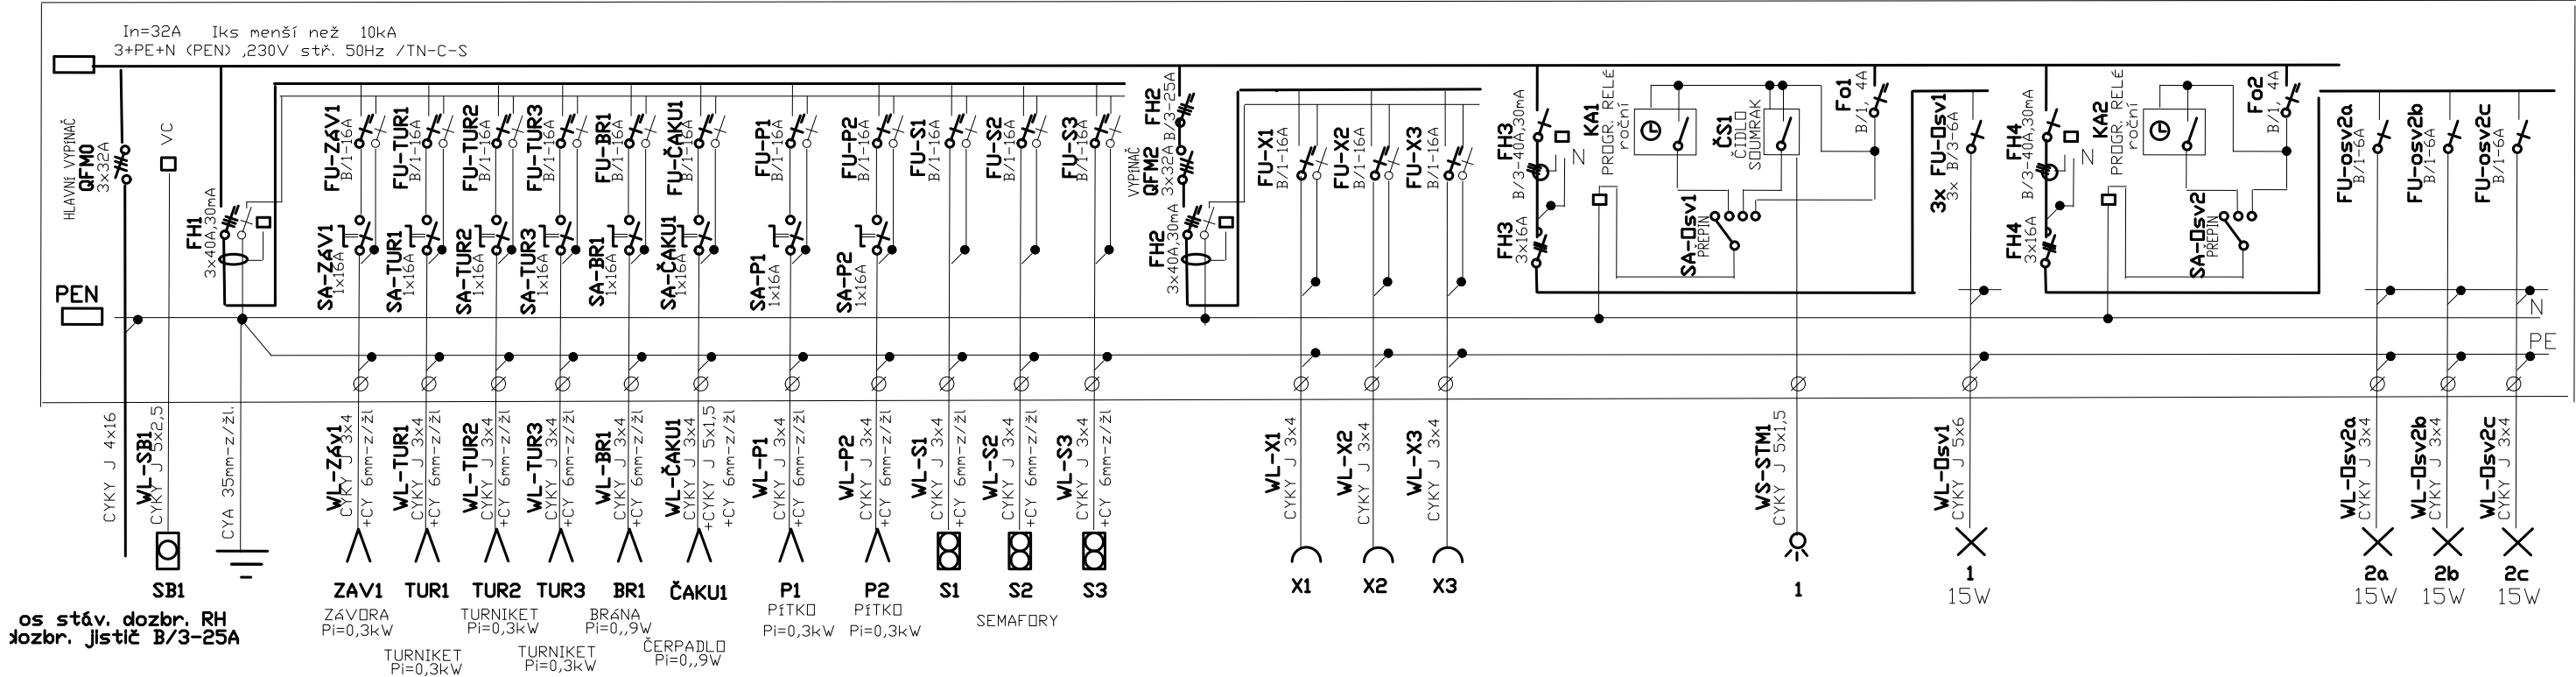 In=32A Iks menší než 10kA
3+PE+N (PEN) ,230V stř. 50Hz /TN-C-S
HLAVNÍ VYPÍNAČ
QFM0
3x32A
VC
FH1
3x40A,30mA
PEN
FU-ZAV1
B/1-16A
FU-TUR1
B/1-16A
FU-TUR2
B/1-16A
FU-TUR3
B/1-16A
FU-BR1
B/1-16A
FU-ČAKU1
B/1-16A
FU-P1
B/1-16A
FU-P2
B/1-16A
FU-S1
B/1-16A
FU-S2
B/1-16A
FU-S3
B/1-16A
SA-ZÁV1
1x16A
SA-TUR1
1x16A
SA-TUR2
1x16A
SA-TUR3
1x16A
SA-BR1
1x16A
SA-ČAKU1
1x16A
SA-P1
1x16A
SA-P2
1x16A
FH2
B/3-25A
VYPÍNAČ
QFM2
3x32A
FH2
3x40A,30mA
FU-X1
B/1-16A
FU-X2
B/1-16A
FU-X3
B/1-16A
FH3
B/3-40A,30mA
N
FH3
3x16A
KA1
PROGR. RELÉ
roční
ČS1
ČIDLO
SOUMRAK
Fo1
B/1, 4A
SA-Osv1
PŘEPÍN
3x FU-Osv1
3x B/3-6A
FH4
B/3-40A,30mA
N
FH4
3x16A
KA2
PROGR. RELÉ
roční
Fo2
B/1, 4A
SA-Osv2
PŘEPÍN
FU-osv2a
B/1-6A
FU-osv2b
B/1-6A
FU-osv2c
B/1-6A
N
PE
CYKY J 4x16
WL-SB1
CYKY J 5x2,5
CYA 35mm-z/žl.
WL-ZÁv1
CYKY J 3x4
+CY 6mm-z/žl
WL-TUR1
CYKY J 3x4
+CY 6mm-z/žl
WL-TUR2
CYKY J 3x4
+CY 6mm-z/žl
WL-TUR3
CYKY J 3x4
+CY 6mm-z/žl
WL-BR1
CYKY J 3x4
+CY 6mm-z/žl
WL-ČAKU1
CYKY J 3x4
+CYKY J 5x1,5
+CY 6mm-z/žl
WL-P1
CYKY J 3x4
+CY 6mm-z/žl
WL-P2
CYKY J 3x4
+CY 6mm-z/žl
WL-S1
CYKY J 3x4
+CY 6mm-z/žl
WL-S2
CYKY J 3x4
+CY 6mm-z/žl
WL-S3
CYKY J 3x4
+CY 6mm-z/žl
WL-X1
CYKY J 3x4
WL-X2
CYKY J 3x4
WL-X3
CYKY J 3x4
WS-STM1
CYKY J 5x1,5
WL-Osv1
CYKY J 5x6
WL-Osv2a
CYKY J 3x4
WL-Osv2b
CYKY J 3x4
WL-Osv2c
CYKY J 3x4
SB1
ZAV1
TUR1
TUR2
TUR3
BR1
ČAKU1
P1
P2
S1
S2
S3
X1
X2
X3
1
1
15W
2a
15W
2b
15W
2c
15W
ZÁVORA
Pi=0,3kW
TURNIKET
Pi=0,3kW
TURNIKET
Pi=0,3kW
TURNIKET
Pi=0,3kW
BRÁNA
Pi=0,,9W
ČERPADLO
Pi=0,,9W
PÍTKO
Pi=0,3kW
PÍTKO
Pi=0,3kW
SEMAFORY
os stáv. dozbr. RH
dozbr. jistič B/3-25A